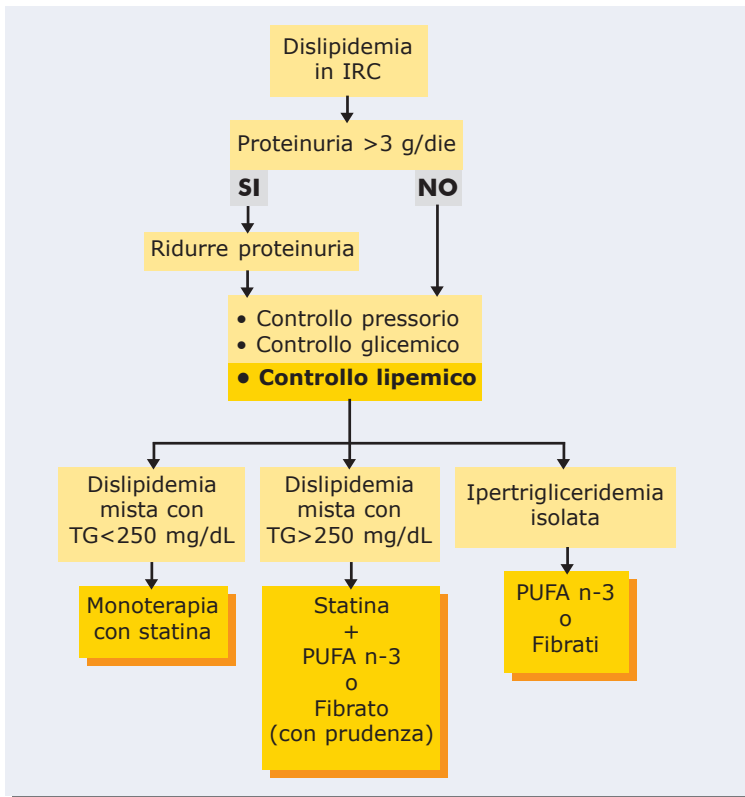 Dislipidemia
in IRC
Proteinuria >3 g/die
SI
NO
Ridurre proteinuria
• Controllo pressorio
• Controllo glicemico
• Controllo lipemico
Dislipidemia
mista con
TG<250 mg/dL
Dislipidemia
mista con
TG>250 mg/dL
Ipertrigliceridemia
isolata
Monoterapia
con statina
Statina
+
PUFA n-3
o
Fibrato
(con prudenza)
PUFA n-3
o
Fibrati